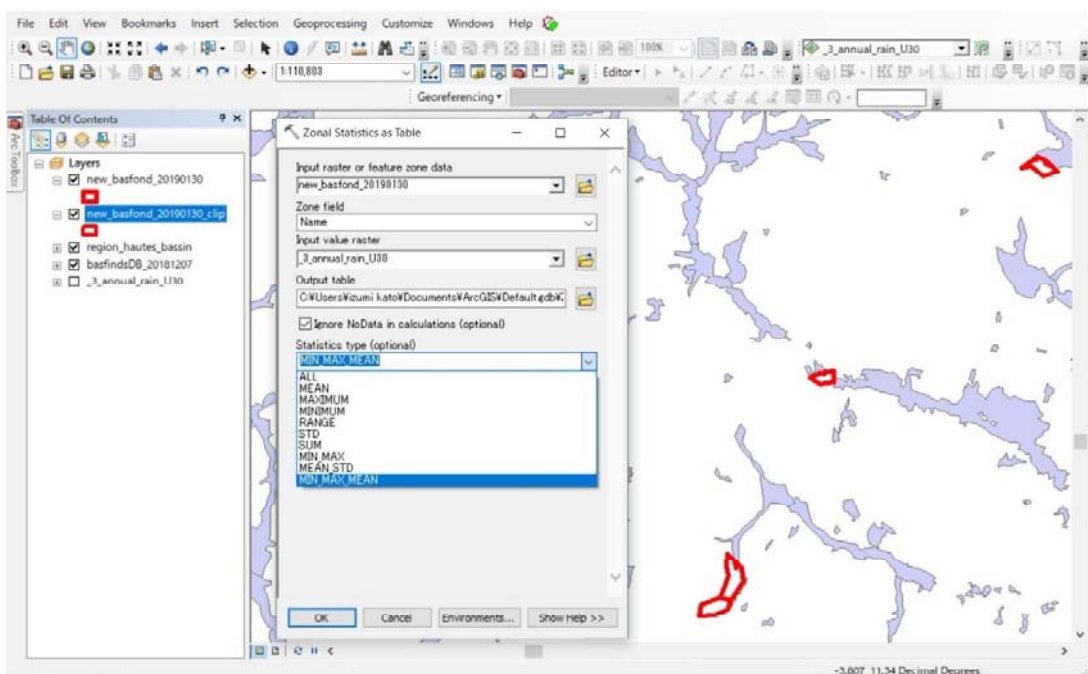 File Edit View Bookmarks Insert Selection Geoprocessing Customize Windows Help
100%
_3_annual_rain_U30
1:110,803
Editor
Georeferencing
Table Of Contents
ArcToolbox
Layers
new_basfond_20190130
new_basfond_20190130_clip
region_hautes_bassin
basfindsDB_20181207
_3_annual_rain_U30
Zonal Statistics as Table
Input raster or feature zone data
new_basfond_20190130
Zone field
Name
Input value raster
_3_annual_rain_U30
Output table
C:¥Users¥izumi kato¥Documents¥ArcGIS¥Default.gdb¥Z
Ignore NoData in calculations (optional)
Statistics type (optional)
MIN_MAX_MEAN
ALL
MEAN
MAXIMUM
MINIMUM
RANGE
STD
SUM
MIN_MAX
MEAN_STD
MIN_MAX_MEAN
OK Cancel Environments... Show Help >>
-3.807 11.34 Decimal Degrees